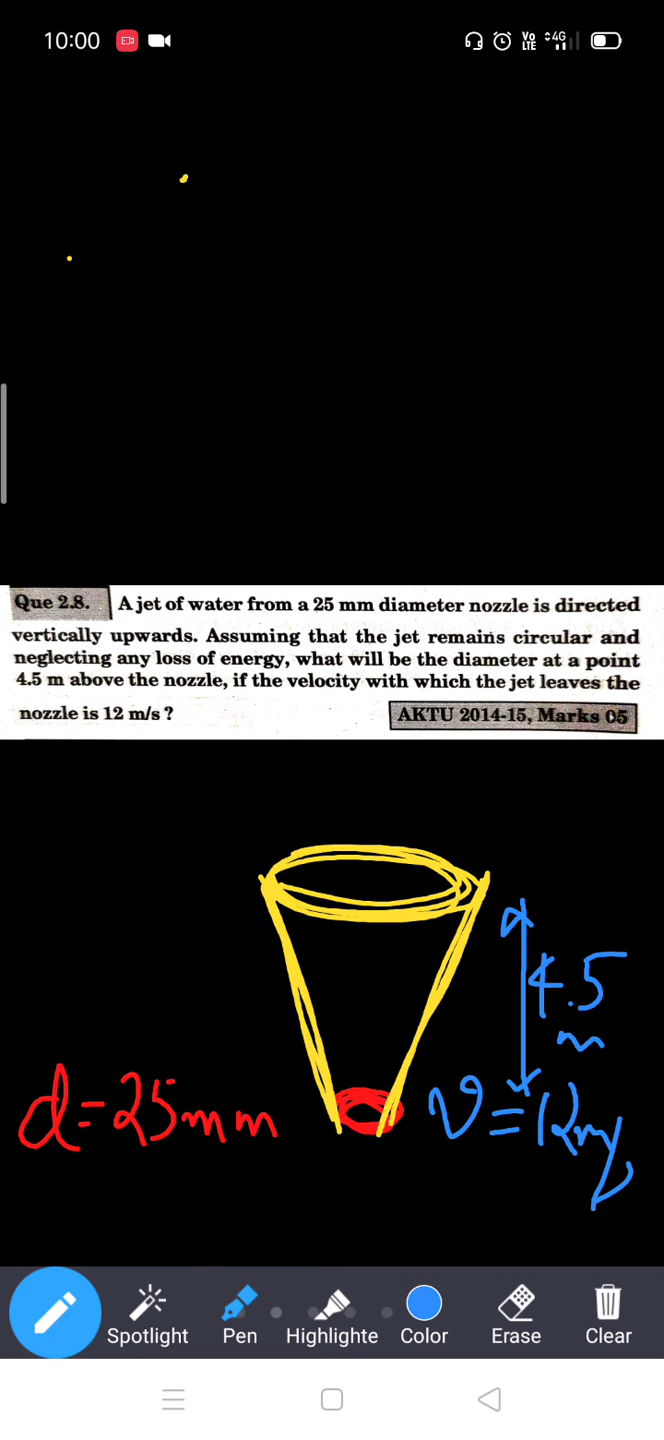 10:00
Vo LTE 4G
Que 2.8. A jet of water from a 25 mm diameter nozzle is directed
vertically upwards. Assuming that the jet remains circular and
neglecting any loss of energy, what will be the diameter at a point
4.5 m above the nozzle, if the velocity with which the jet leaves the
nozzle is 12 m/s ? AKTU 2014-15, Marks 05
4.5
m
d=25mm
Spotlight Pen Highlighte Color Erase Clear